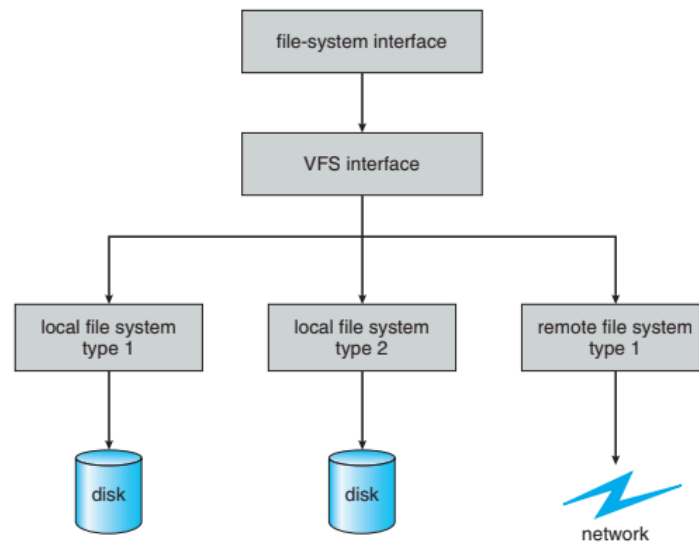 file-system interface
VFS interface
local file system
type 1
local file system
type 2
remote file system
type 1
disk
disk
network